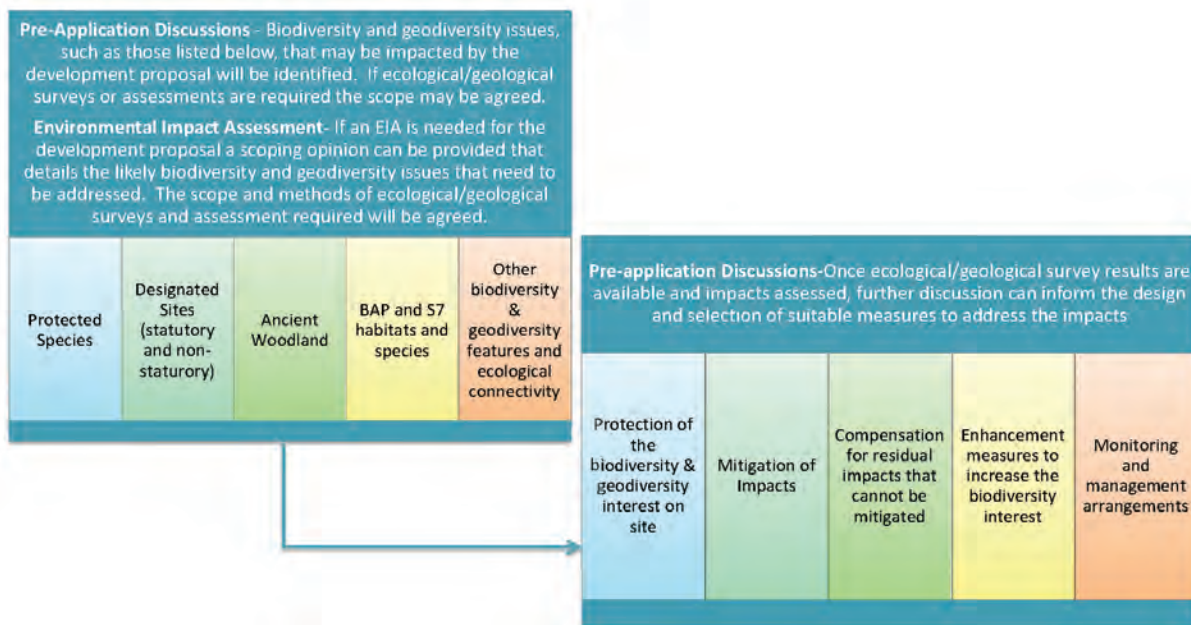 Pre-Application Discussions - Biodiversity and geodiversity issues,
such as those listed below, that may be impacted by the
development proposal will be identified. If ecological/geological
surveys or assessments are required the scope may be agreed.
Environmental Impact Assessment- If an EIA is needed for the
development proposal a scoping opinion can be provided that
details the likely biodiversity and geodiversity issues that need to
be addressed. The scope and methods of ecological/geological
surveys and assessment required will be agreed.
Protected
Species
Designated
Sites
(statutory
and non-
staturory)
Ancient
Woodland
BAP and S7
habitats and
species
Other
biodiversity
&
geodiversity
features and
ecological
connectivity
Pre-application Discussions-Once ecological/geological survey results are
available and impacts assessed, further discussion can inform the design
and selection of suitable measures to address the impacts
Protection of
the
biodiversity &
geodiversity
interest on
site
Mitigation of
Impacts
Compensation
for residual
impacts that
cannot be
mitigated
Enhancement
measures to
increase the
biodiversity
interest
Monitoring
and
management
arrangements